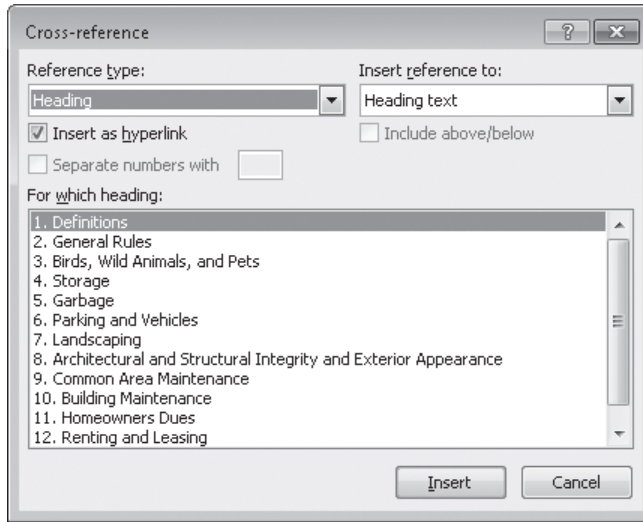 Cross-reference
Reference type:
Insert reference to:
Heading
Heading text
Insert as hyperlink
Include above/below
Separate numbers with
For which heading:
1. Definitions
2. General Rules
3. Birds, Wild Animals, and Pets
4. Storage
5. Garbage
6. Parking and Vehicles
7. Landscaping
8. Architectural and Structural Integrity and Exterior Appearance
9. Common Area Maintenance
10. Building Maintenance
11. Homeowners Dues
12. Renting and Leasing
Insert
Cancel